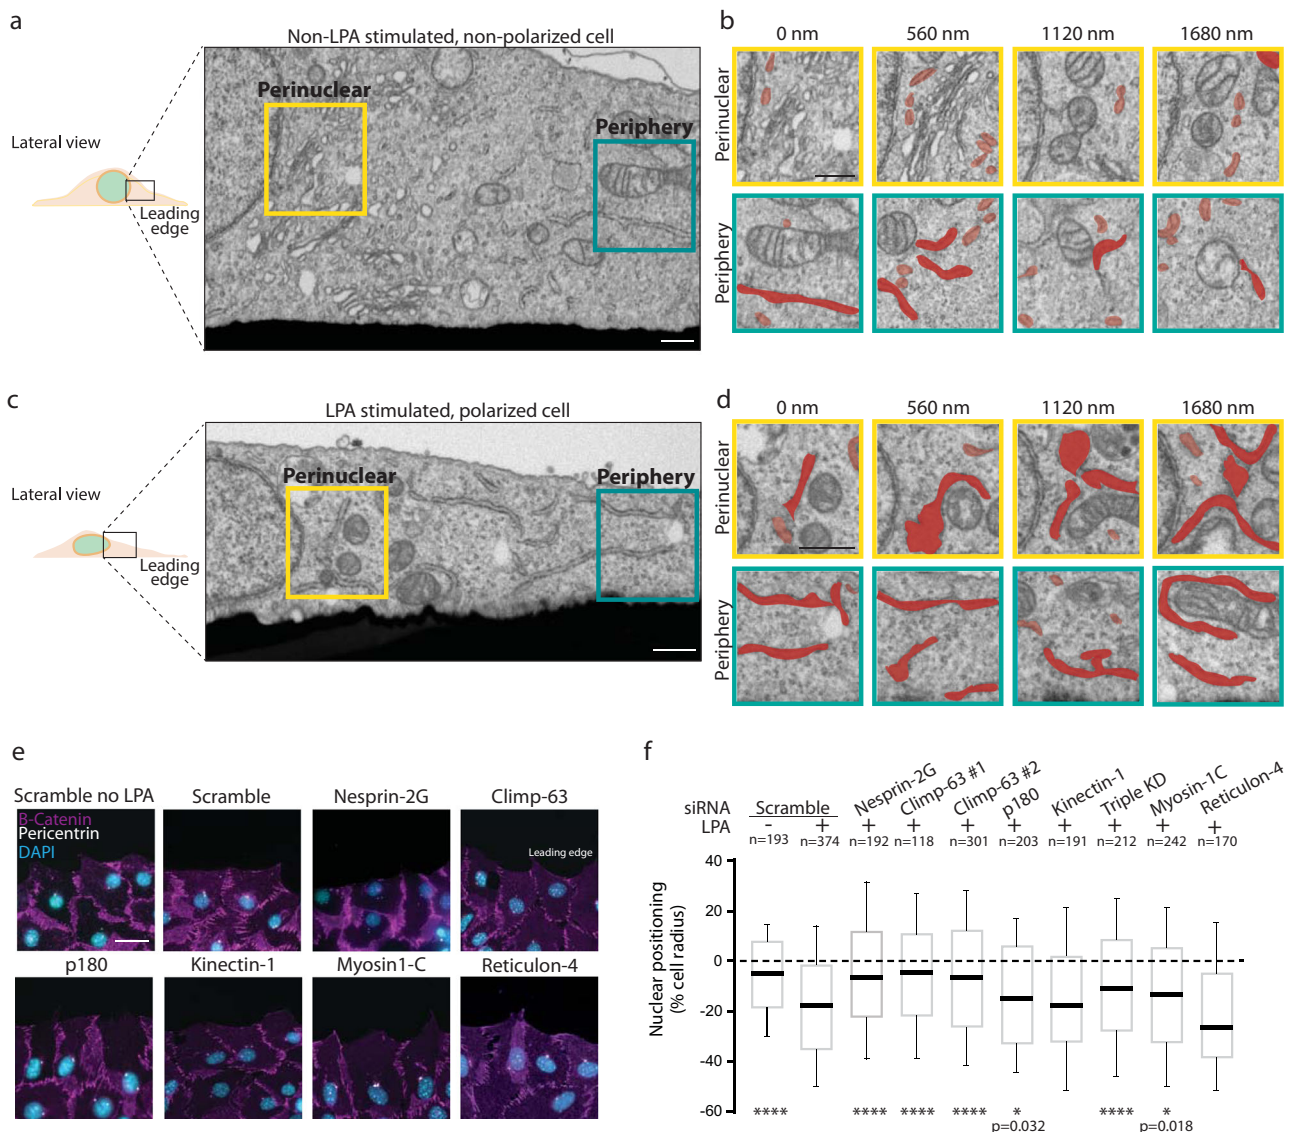 a
Non-LPA stimulated, non-polarized cell
Lateral view
Leading
edge
Perinuclear
Periphery
b
0 nm 560 nm 1120 nm 1680 nm
Perinuclear
Periphery
c
LPA stimulated, polarized cell
Lateral view
Leading
edge
Perinuclear
Periphery
d
0 nm 560 nm 1120 nm 1680 nm
Perinuclear
Periphery
e
Scramble no LPA Scramble Nesprin-2G Climp-63
B-Catenin
Pericentrin
DAPI
Leading edge
p180 Kinectin-1 Myosin1-C Reticulon-4
f
siRNA Scramble Nesprin-2G Climp-63 #1 Climp-63 #2 p180 Kinectin-1 Triple KD Myosin-1C Reticulon-4
LPA - + + + + + + + + +
n=193 n=374 n=192 n=118 n=301 n=203 n=191 n=212 n=242 n=170
Nuclear positioning
(% cell radius)
40
20
0
-20
-40
-60
**** **** **** **** * **** *
p=0.032 p=0.018